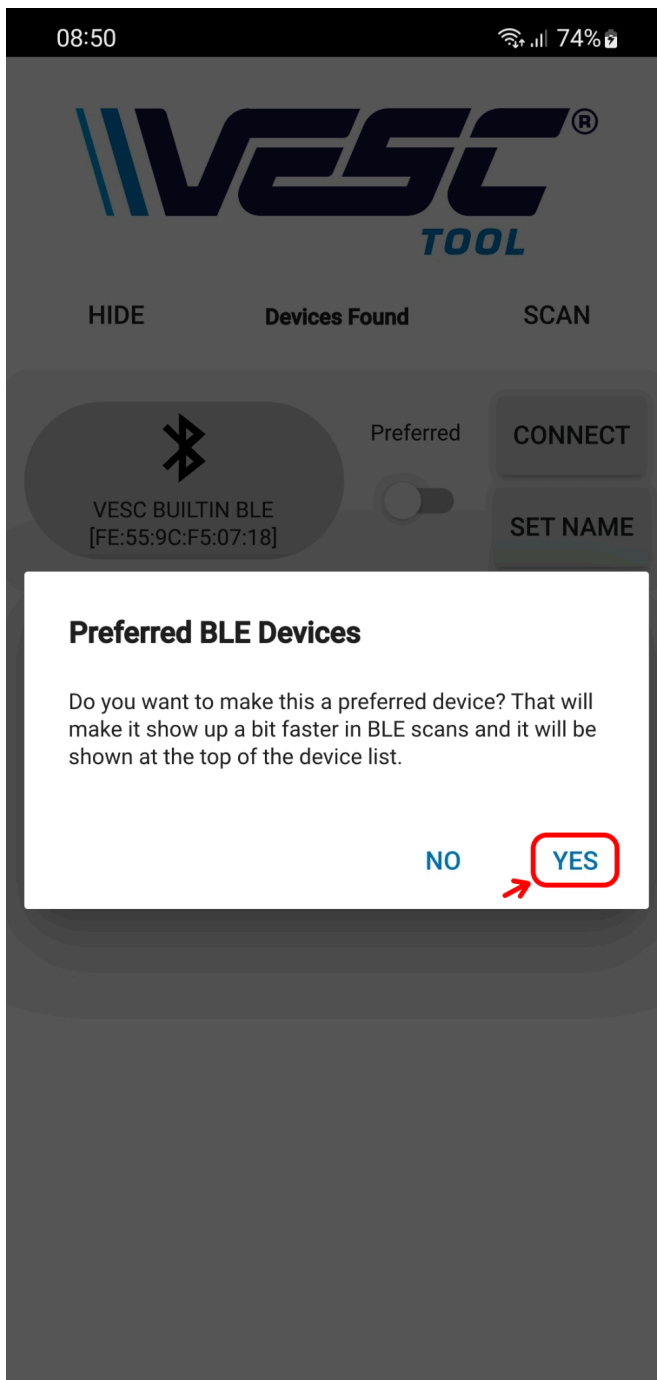 08:50 74%
VESC®
TOOL
HIDE Devices Found SCAN
Preferred CONNECT
VESC BUILTIN BLE
[FE:55:9C:F5:07:18] SET NAME
Preferred BLE Devices
Do you want to make this a preferred device? That will
make it show up a bit faster in BLE scans and it will be
shown at the top of the device list.
NO YES